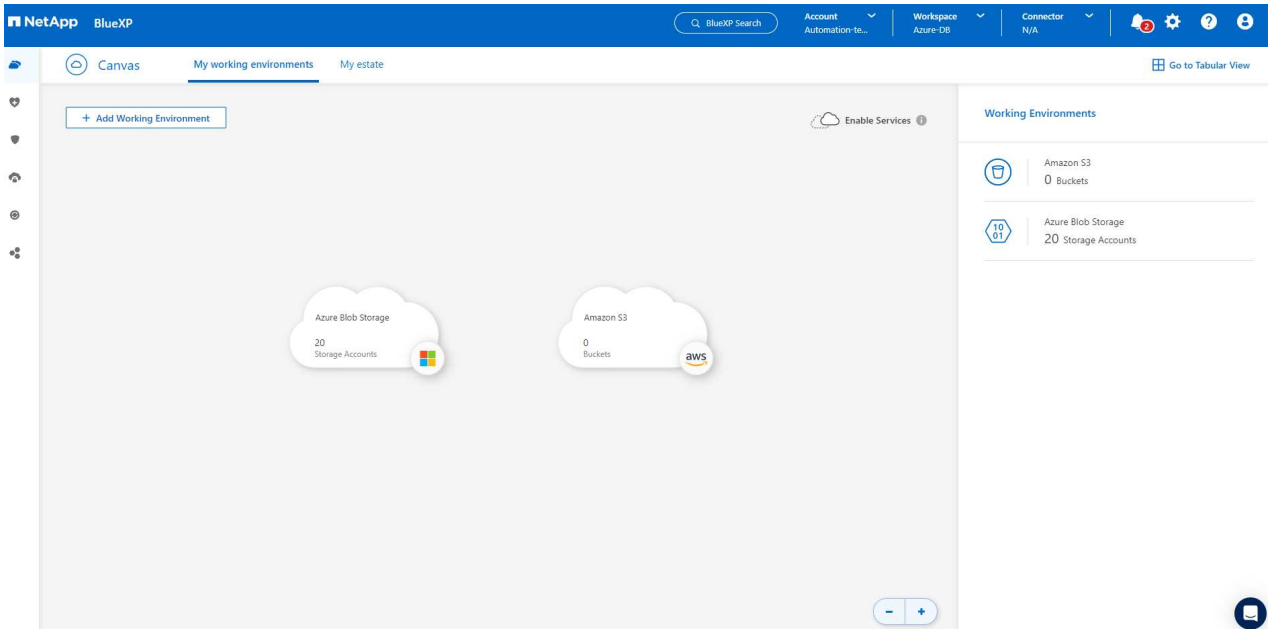 NetApp BlueXP
BlueXP Search
Account
Automation-te...
Workspace
Azure-DB
Connector
N/A
2
?
Canvas
My working environments
My estate
Go to Tabular View
+ Add Working Environment
Enable Services i
Azure Blob Storage
20
Storage Accounts
Amazon S3
0
Buckets
aws
Working Environments
Amazon S3
0 Buckets
10
01
Azure Blob Storage
20 Storage Accounts
- +